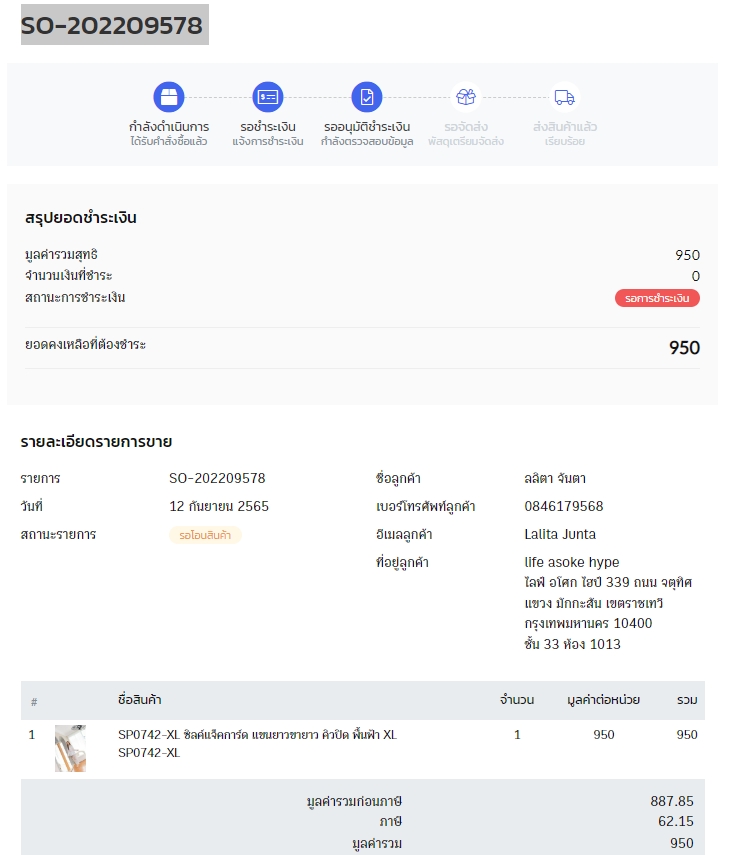 SO-202209578
กำลังดำเนินการ
ได้รับคำสั่งซื้อแล้ว
รอชำระเงิน
แจ้งการชำระเงิน
รออนุมัติชำระเงิน
กำลังตรวจสอบข้อมูล
รอจัดส่ง
พัสดุเตรียมจัดส่ง
ส่งสินค้าแล้ว
เรียบร้อย
สรุปยอดชำระเงิน
มูลค่ารวมสุทธิ 950
จำนวนเงินที่ชำระ 0
สถานะการชำระเงิน รอการชำระเงิน
ยอดคงเหลือที่ต้องชำระ 950
รายละเอียดรายการขาย
รายการ SO-202209578
วันที่ 12 กันยายน 2565
สถานะรายการ รอโอนสินค้า
ชื่อลูกค้า ลลิตา จันตา
เบอร์โทรศัพท์ลูกค้า 0846179568
อีเมลลูกค้า Lalita Junta
ที่อยู่ลูกค้า life asoke hype
ไลฟ์ อโศก ไฮป์ 339 ถนน จตุทิศ
แขวง มักกะสัน เขตราชเทวี
กรุงเทพมหานคร 10400
ชั้น 33 ห้อง 1013
# ชื่อสินค้า จำนวน มูลค่าต่อหน่วย รวม
1 SP0742-XL ซิลค์แจ็คการ์ด แขนยาวขายาว คิวปิด พื้นฟ้า XL 1 950 950
SP0742-XL
มูลค่ารวมก่อนภาษี 887.85
ภาษี 62.15
มูลค่ารวม 950